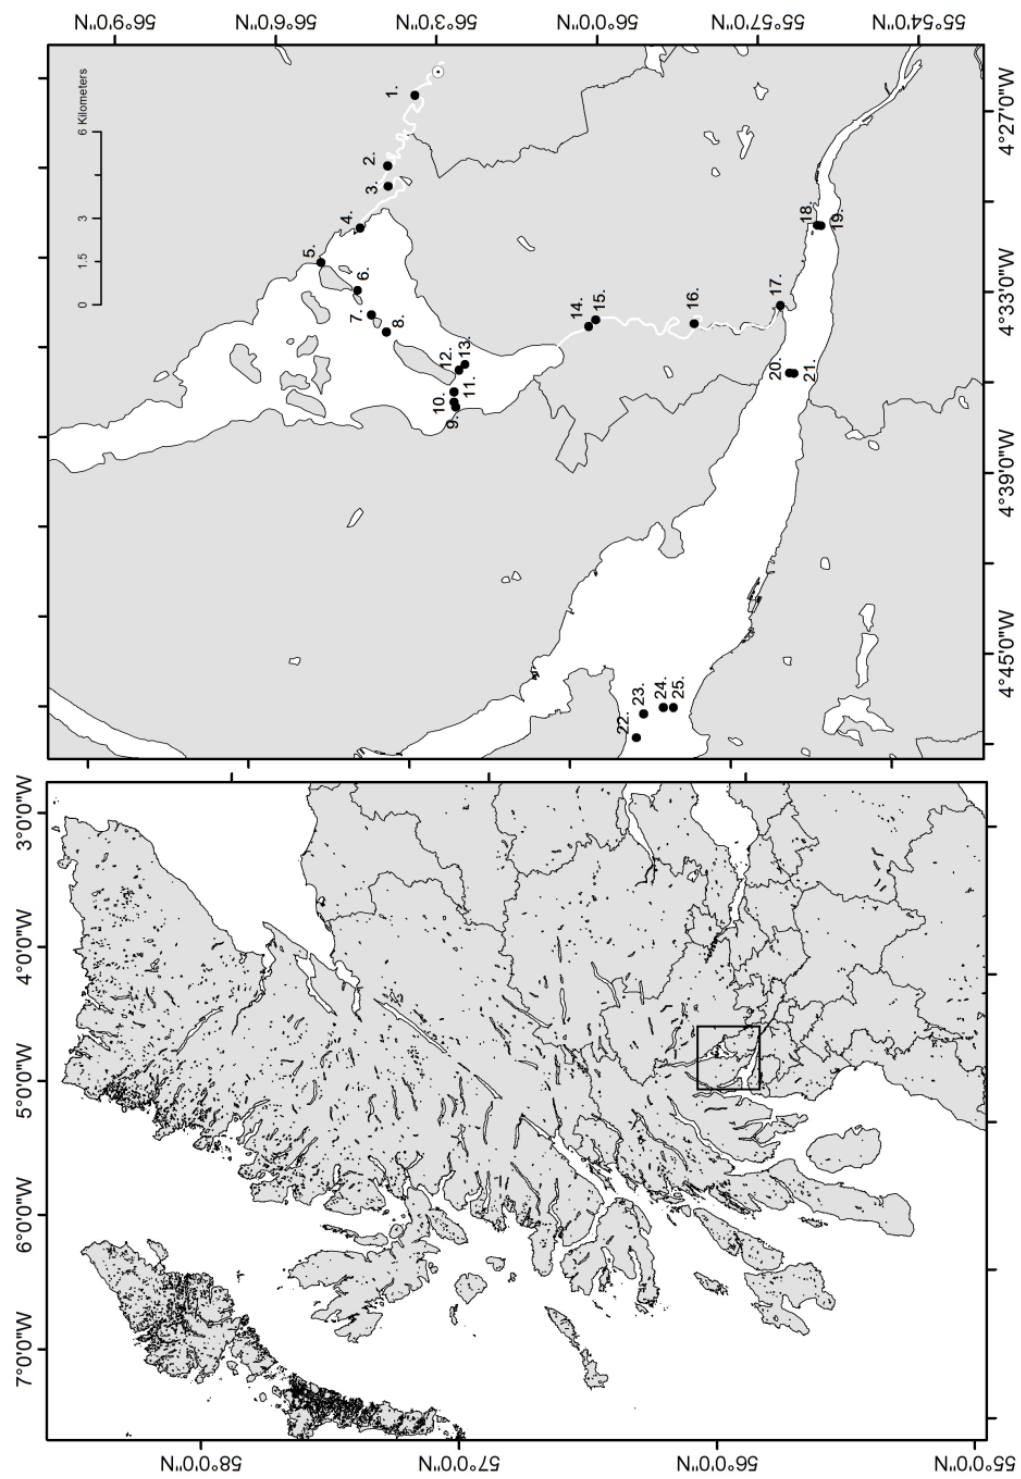 56°9'0"N
56°6'0"N
56°3'0"N
56°0'0"N
55°57'0"N
55°54'0"N
0
1.5
3
6 Kilometers
1.
2.
3.
4.
5.
6.
7.
8.
9.
10.
11.
12.
13.
14.
15.
16.
17.
18.
19.
20.
21.
22.
23.
24.
25.
4°27'0"W
4°33'0"W
4°39'0"W
4°45'0"W
3°0'0"W
4°0'0"W
5°0'0"W
6°0'0"W
7°0'0"W
58°0'0"N
57°0'0"N
56°0'0"N
55°0'0"N